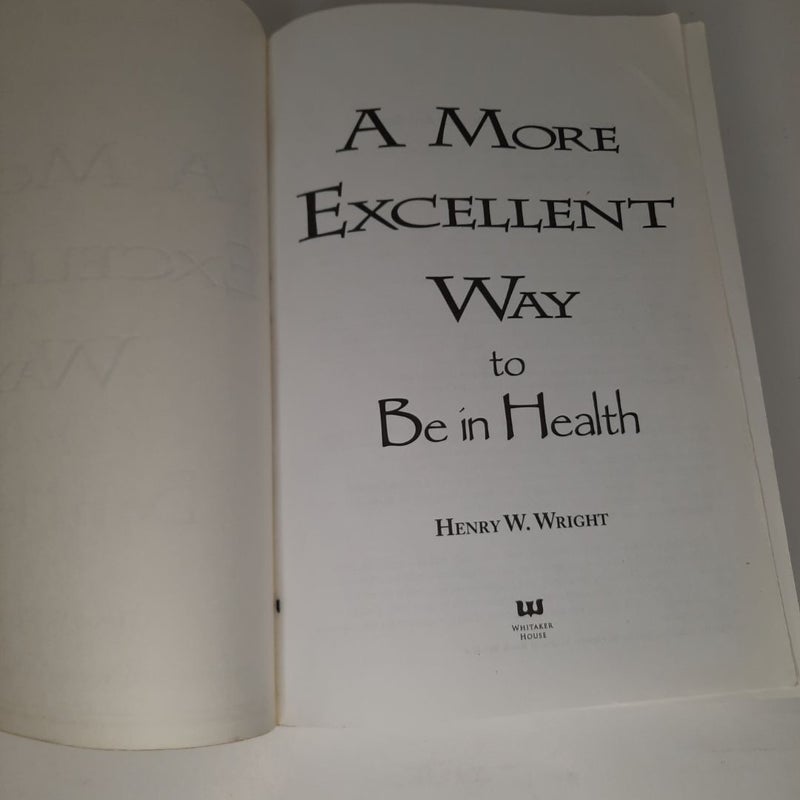 A MORE
EXCELLENT
WAY
to
Be in Health
HENRY W. WRIGHT
WHITAKER
HOUSE